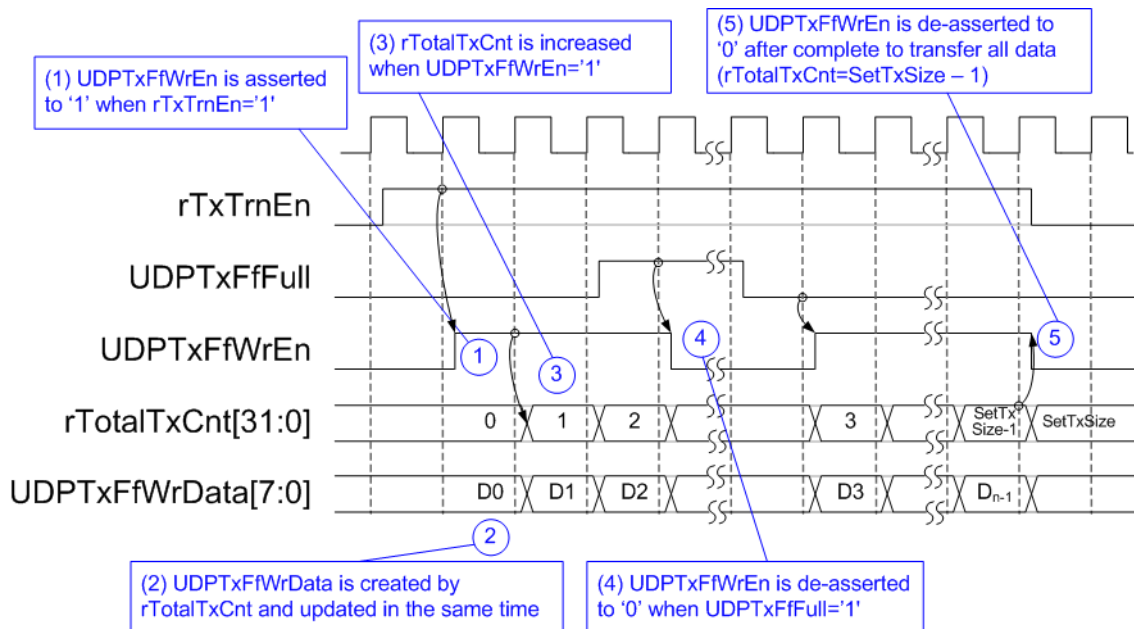 (1) UDPTxFfWrEn is asserted
to ‘1’ when rTxTrnEn='1'
(3) rTotalTxCnt is increased
when UDPTxFfWrEn='1'
(5) UDPTxFfWrEn is de-asserted to
‘0’ after complete to transfer all data
(rTotalTxCnt=SetTxSize – 1)
rTxTrnEn
UDPTxFfFull
UDPTxFfWrEn
1
3
4
5
rTotalTxCnt[31:0]
0
1
2
3
SetTx
Size-1
SetTxSize
UDPTxFfWrData[7:0]
D0
D1
D2
D3
Dn-1
2
(2) UDPTxFfWrData is created by
rTotalTxCnt and updated in the same time
(4) UDPTxFfWrEn is de-asserted
to ‘0’ when UDPTxFfFull=’1’